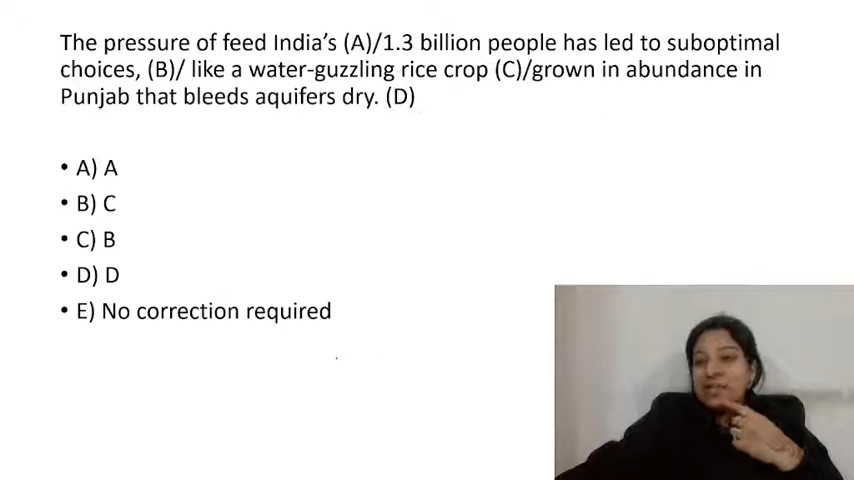 The pressure of feed India's (A)/1.3 billion people has led to suboptimal
choices, (B)/ like a water-guzzling rice crop (C)/grown in abundance in
Punjab that bleeds aquifers dry. (D)
• A) A
• B) C
• C) B
• D) D
• E) No correction required